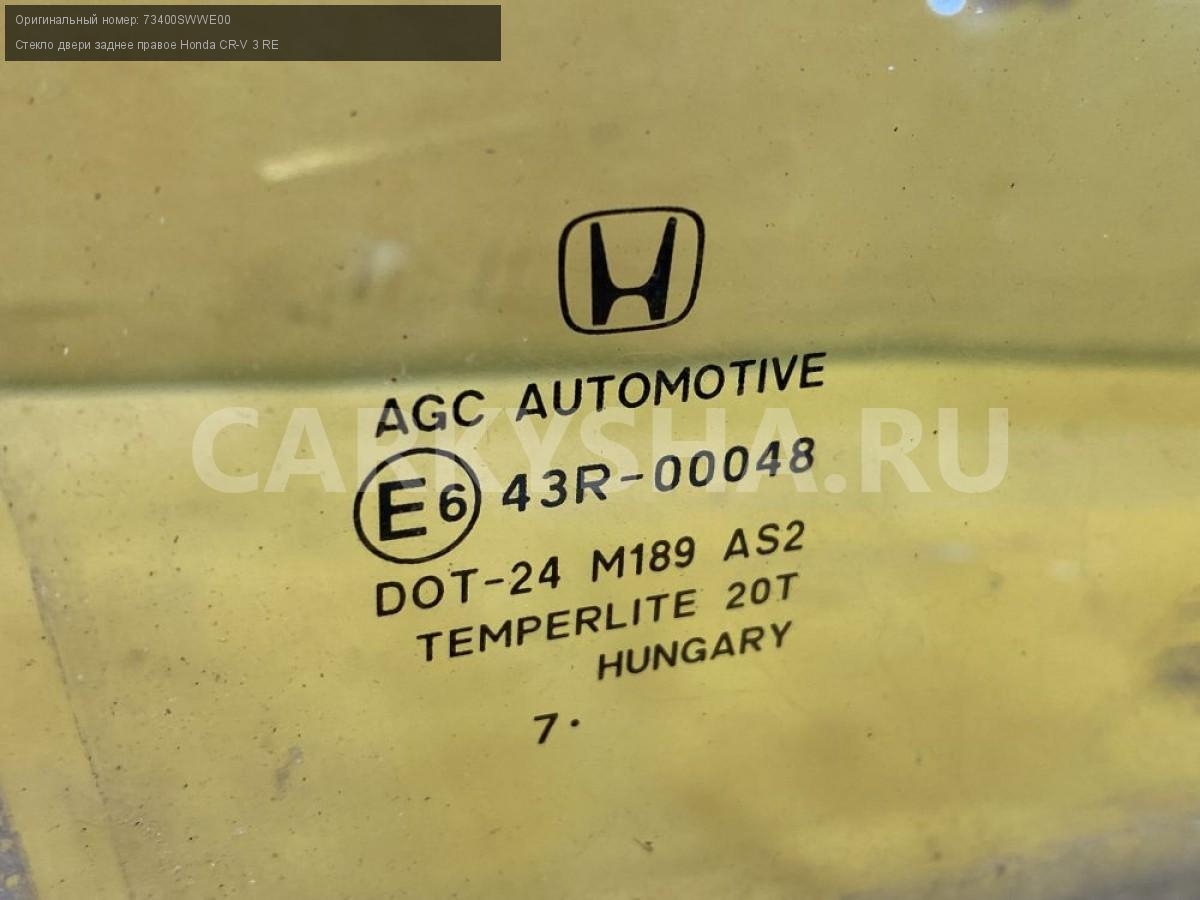 Оригинальный номер: 73400SWWE00
Стекло двери заднее правое Honda CR-V 3 RE
AGC AUTOMOTIVE
CARKYSHA.RU
E6 43R-00048
DOT-24 M189 AS2
TEMPERLITE 20T
HUNGARY
7.